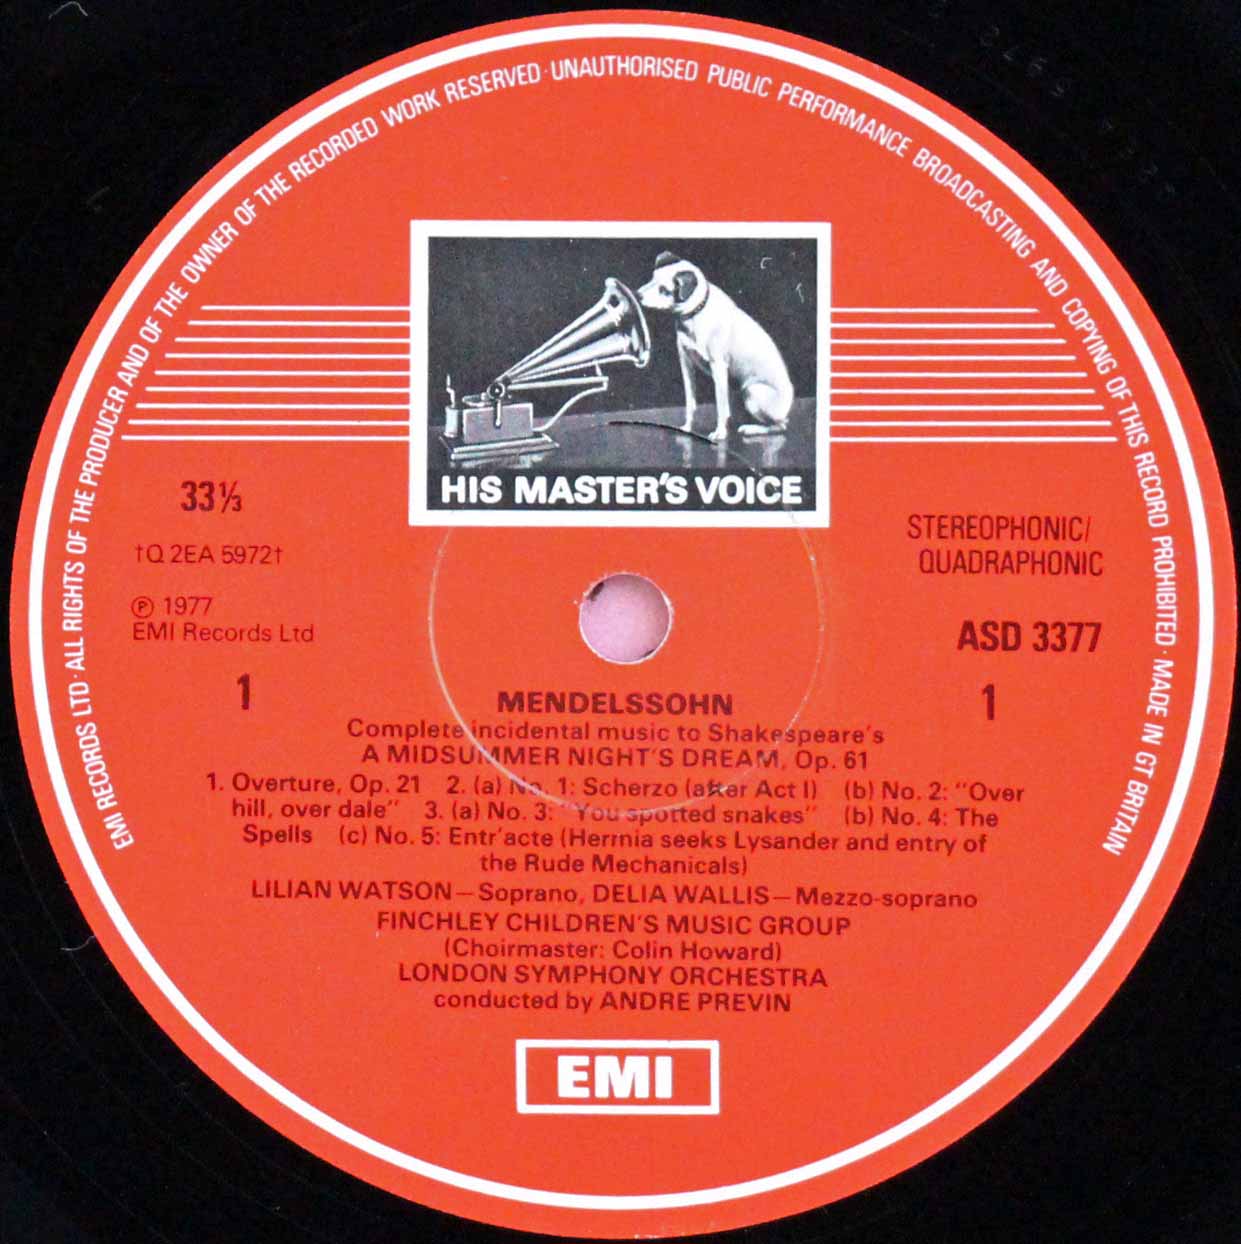 EMI RECORDS LTD · ALL RIGHTS OF THE PRODUCER AND OF THE OWNER OF THE RECORDED WORK RESERVED · UNAUTHORISED PUBLIC PERFORMANCE BROADCASTING AND COPYING OF THIS RECORD PROHIBITED · MADE IN GT BRITAIN
HIS MASTER'S VOICE
33⅓
†Q 2EA 5972†
℗ 1977
EMI Records Ltd
1
STEREOPHONIC/
QUADRAPHONIC
ASD 3377
1
MENDELSSOHN
Complete incidental music to Shakespeare's
A MIDSUMMER NIGHT'S DREAM, Op. 61
1. Overture, Op. 21 2. (a) No. 1: Scherzo (after Act I) (b) No. 2: "Over
hill, over dale" 3. (a) No. 3: "You spotted snakes" (b) No. 4: The
Spells (c) No. 5: Entr'acte (Hermia seeks Lysander and entry of
the Rude Mechanicals)
LILIAN WATSON — Soprano, DELIA WALLIS — Mezzo-soprano
FINCHLEY CHILDREN'S MUSIC GROUP
(Choirmaster: Colin Howard)
LONDON SYMPHONY ORCHESTRA
conducted by ANDRE PREVIN
EMI